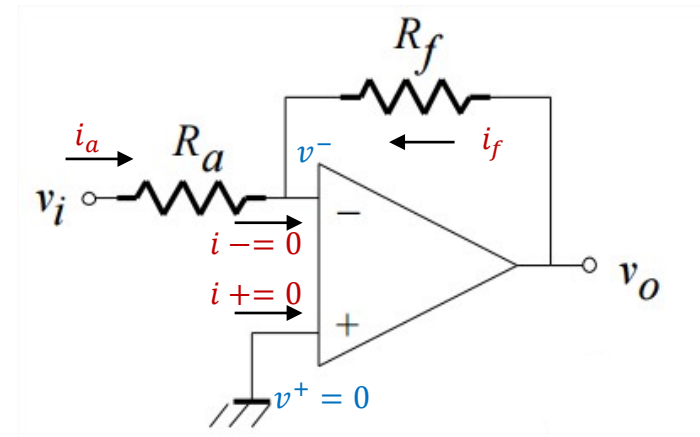 R_f
i_a
R_a
v^-
i_f
v_i
−
i −= 0
v_o
i += 0
+
v^+ = 0